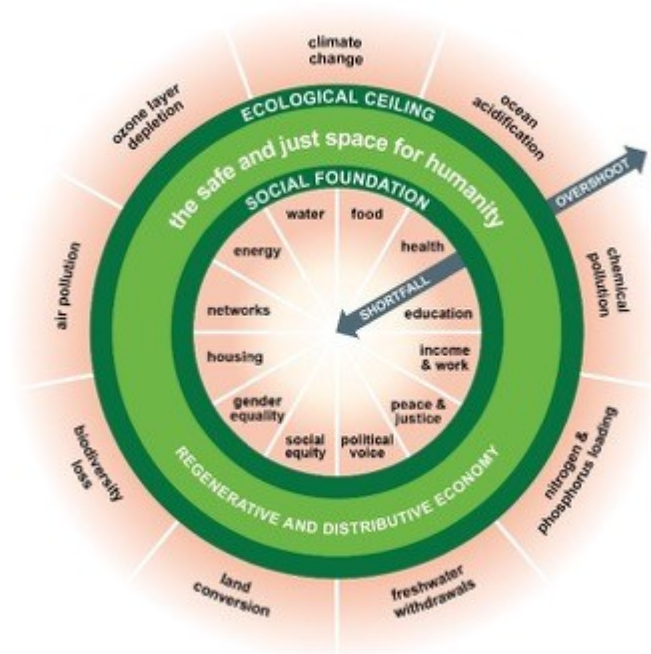 climate
change
ocean
acidification
chemical
pollution
nitrogen &
phosphorus loading
freshwater
withdrawals
land
conversion
biodiversity
loss
air pollution
ozone layer
depletion
ECOLOGICAL CEILING
the safe and just space for humanity
SOCIAL FOUNDATION
OVERSHOOT
SHORTFALL
water
food
health
education
income
& work
peace &
justice
political
voice
social
equity
gender
equality
housing
networks
energy
REGENERATIVE AND DISTRIBUTIVE ECONOMY